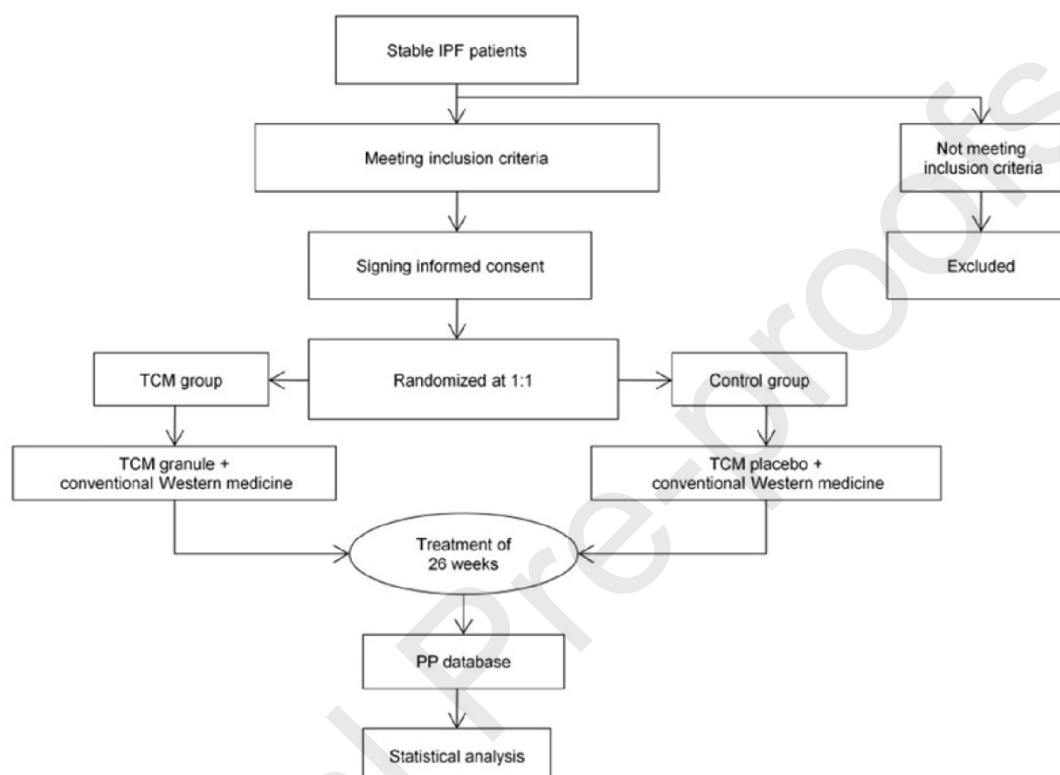 Stable IPF patients
Meeting inclusion criteria
Not meeting
inclusion criteria
Signing informed consent
Excluded
TCM group
Randomized at 1:1
Control group
TCM granule +
conventional Western medicine
TCM placebo +
conventional Western medicine
Treatment of
26 weeks
PP database
Statistical analysis
l Pre-proofs